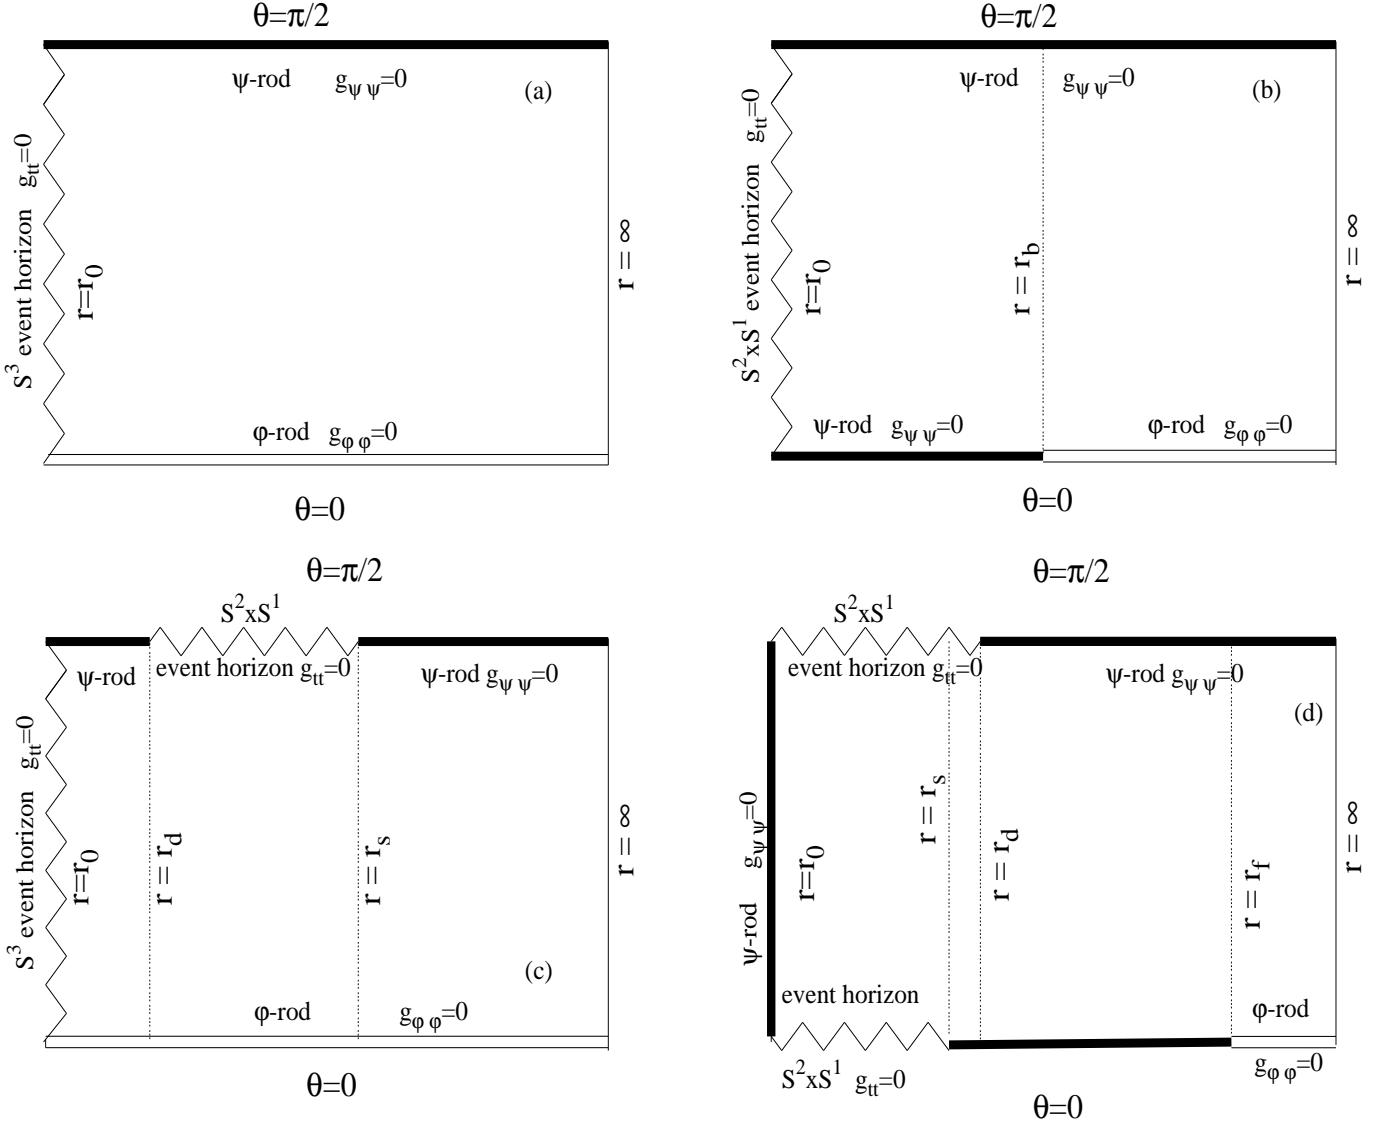 θ=π/2
ψ-rod g_ψψ=0
(a)
S^3 event horizon g_tt=0
r=r_0
r = ∞
φ-rod g_φφ=0
θ=0
θ=π/2
ψ-rod g_ψψ=0
(b)
S^2xS^1 event horizon g_tt=0
r=r_0
r = r_b
r = ∞
ψ-rod g_ψψ=0
φ-rod g_φφ=0
θ=0
θ=π/2
S^2xS^1
event horizon g_tt=0
ψ-rod
ψ-rod g_ψψ=0
S^3 event horizon g_tt=0
r=r_0
r = r_d
r = r_s
r = ∞
(c)
φ-rod g_φφ=0
θ=0
θ=π/2
S^2xS^1
event horizon g_tt=0
ψ-rod g_ψψ=0
(d)
ψ-rod g_ψψ=0
r=r_0
r = r_s
r = r_d
r = r_f
r = ∞
event horizon
φ-rod
S^2xS^1 g_tt=0
g_φφ=0
θ=0